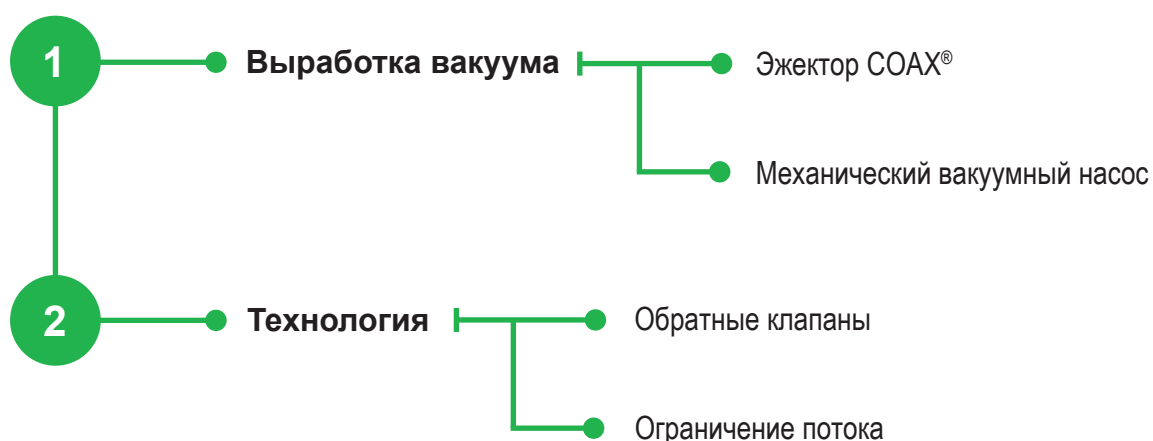 1
Выработка вакуума
Эжектор COAX®
Механический вакуумный насос
2
Технология
Обратные клапаны
Ограничение потока